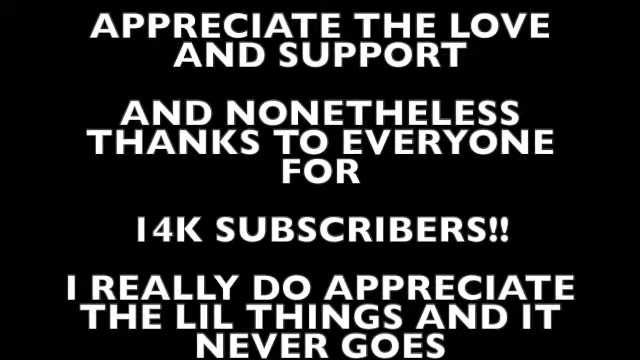 APPRECIATE THE LOVE
AND SUPPORT
AND NONETHELESS
THANKS TO EVERYONE
FOR
14K SUBSCRIBERS!!
I REALLY DO APPRECIATE
THE LIL THINGS AND IT
NEVER GOES